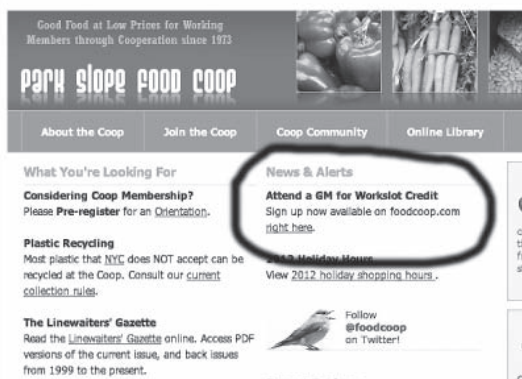 Good Food at Low Prices for Working
Members through Cooperation since 1973
park slope food coop
About the Coop
Join the Coop
Coop Community
Online Library
What You're Looking For
Considering Coop Membership?
Please Pre-register for an Orientation.
Plastic Recycling
Most plastic that NYC does NOT accept can be
recycled at the Coop. Consult our current
collection rules.
The Linewaiters' Gazette
Read the Linewaiters' Gazette online. Access PDF
versions of the current issue, and back issues
from 1999 to the present.
News & Alerts
Attend a GM for Workslot Credit
Sign up now available on foodcoop.com
right here.
2012 Holiday Hours
View 2012 holiday shopping hours .
Follow
@foodcoop
on Twitter!